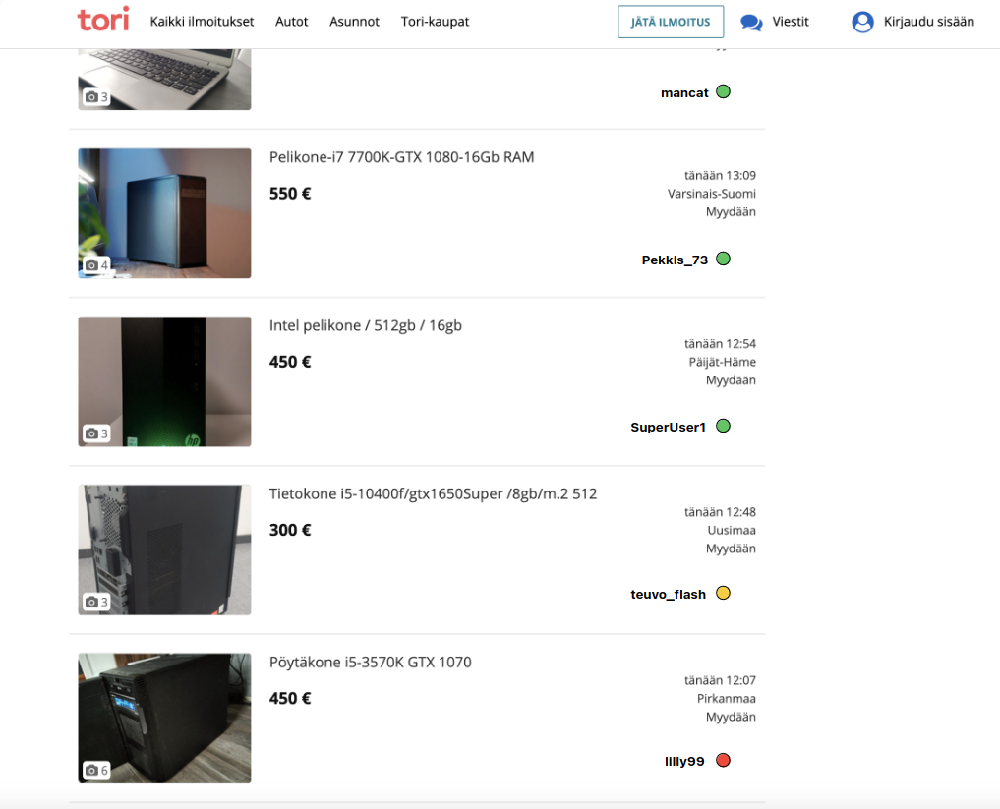 tori Kaikki ilmoitukset Autot Asunnot Tori-kaupat JÄTÄ ILMOITUS Viestit Kirjaudu sisään
3
mancat
Pelikone-i7 7700K-GTX 1080-16Gb RAM
550 €
tänään 13:09
Varsinais-Suomi
Myydään
4
Pekkis_73
Intel pelikone / 512gb / 16gb
450 €
tänään 12:54
Päijät-Häme
Myydään
3
hp
SuperUser1
Tietokone i5-10400f/gtx1650Super /8gb/m.2 512
300 €
tänään 12:48
Uusimaa
Myydään
3
teuvo_flash
Pöytäkone i5-3570K GTX 1070
450 €
tänään 12:07
Pirkanmaa
Myydään
6
lilly99